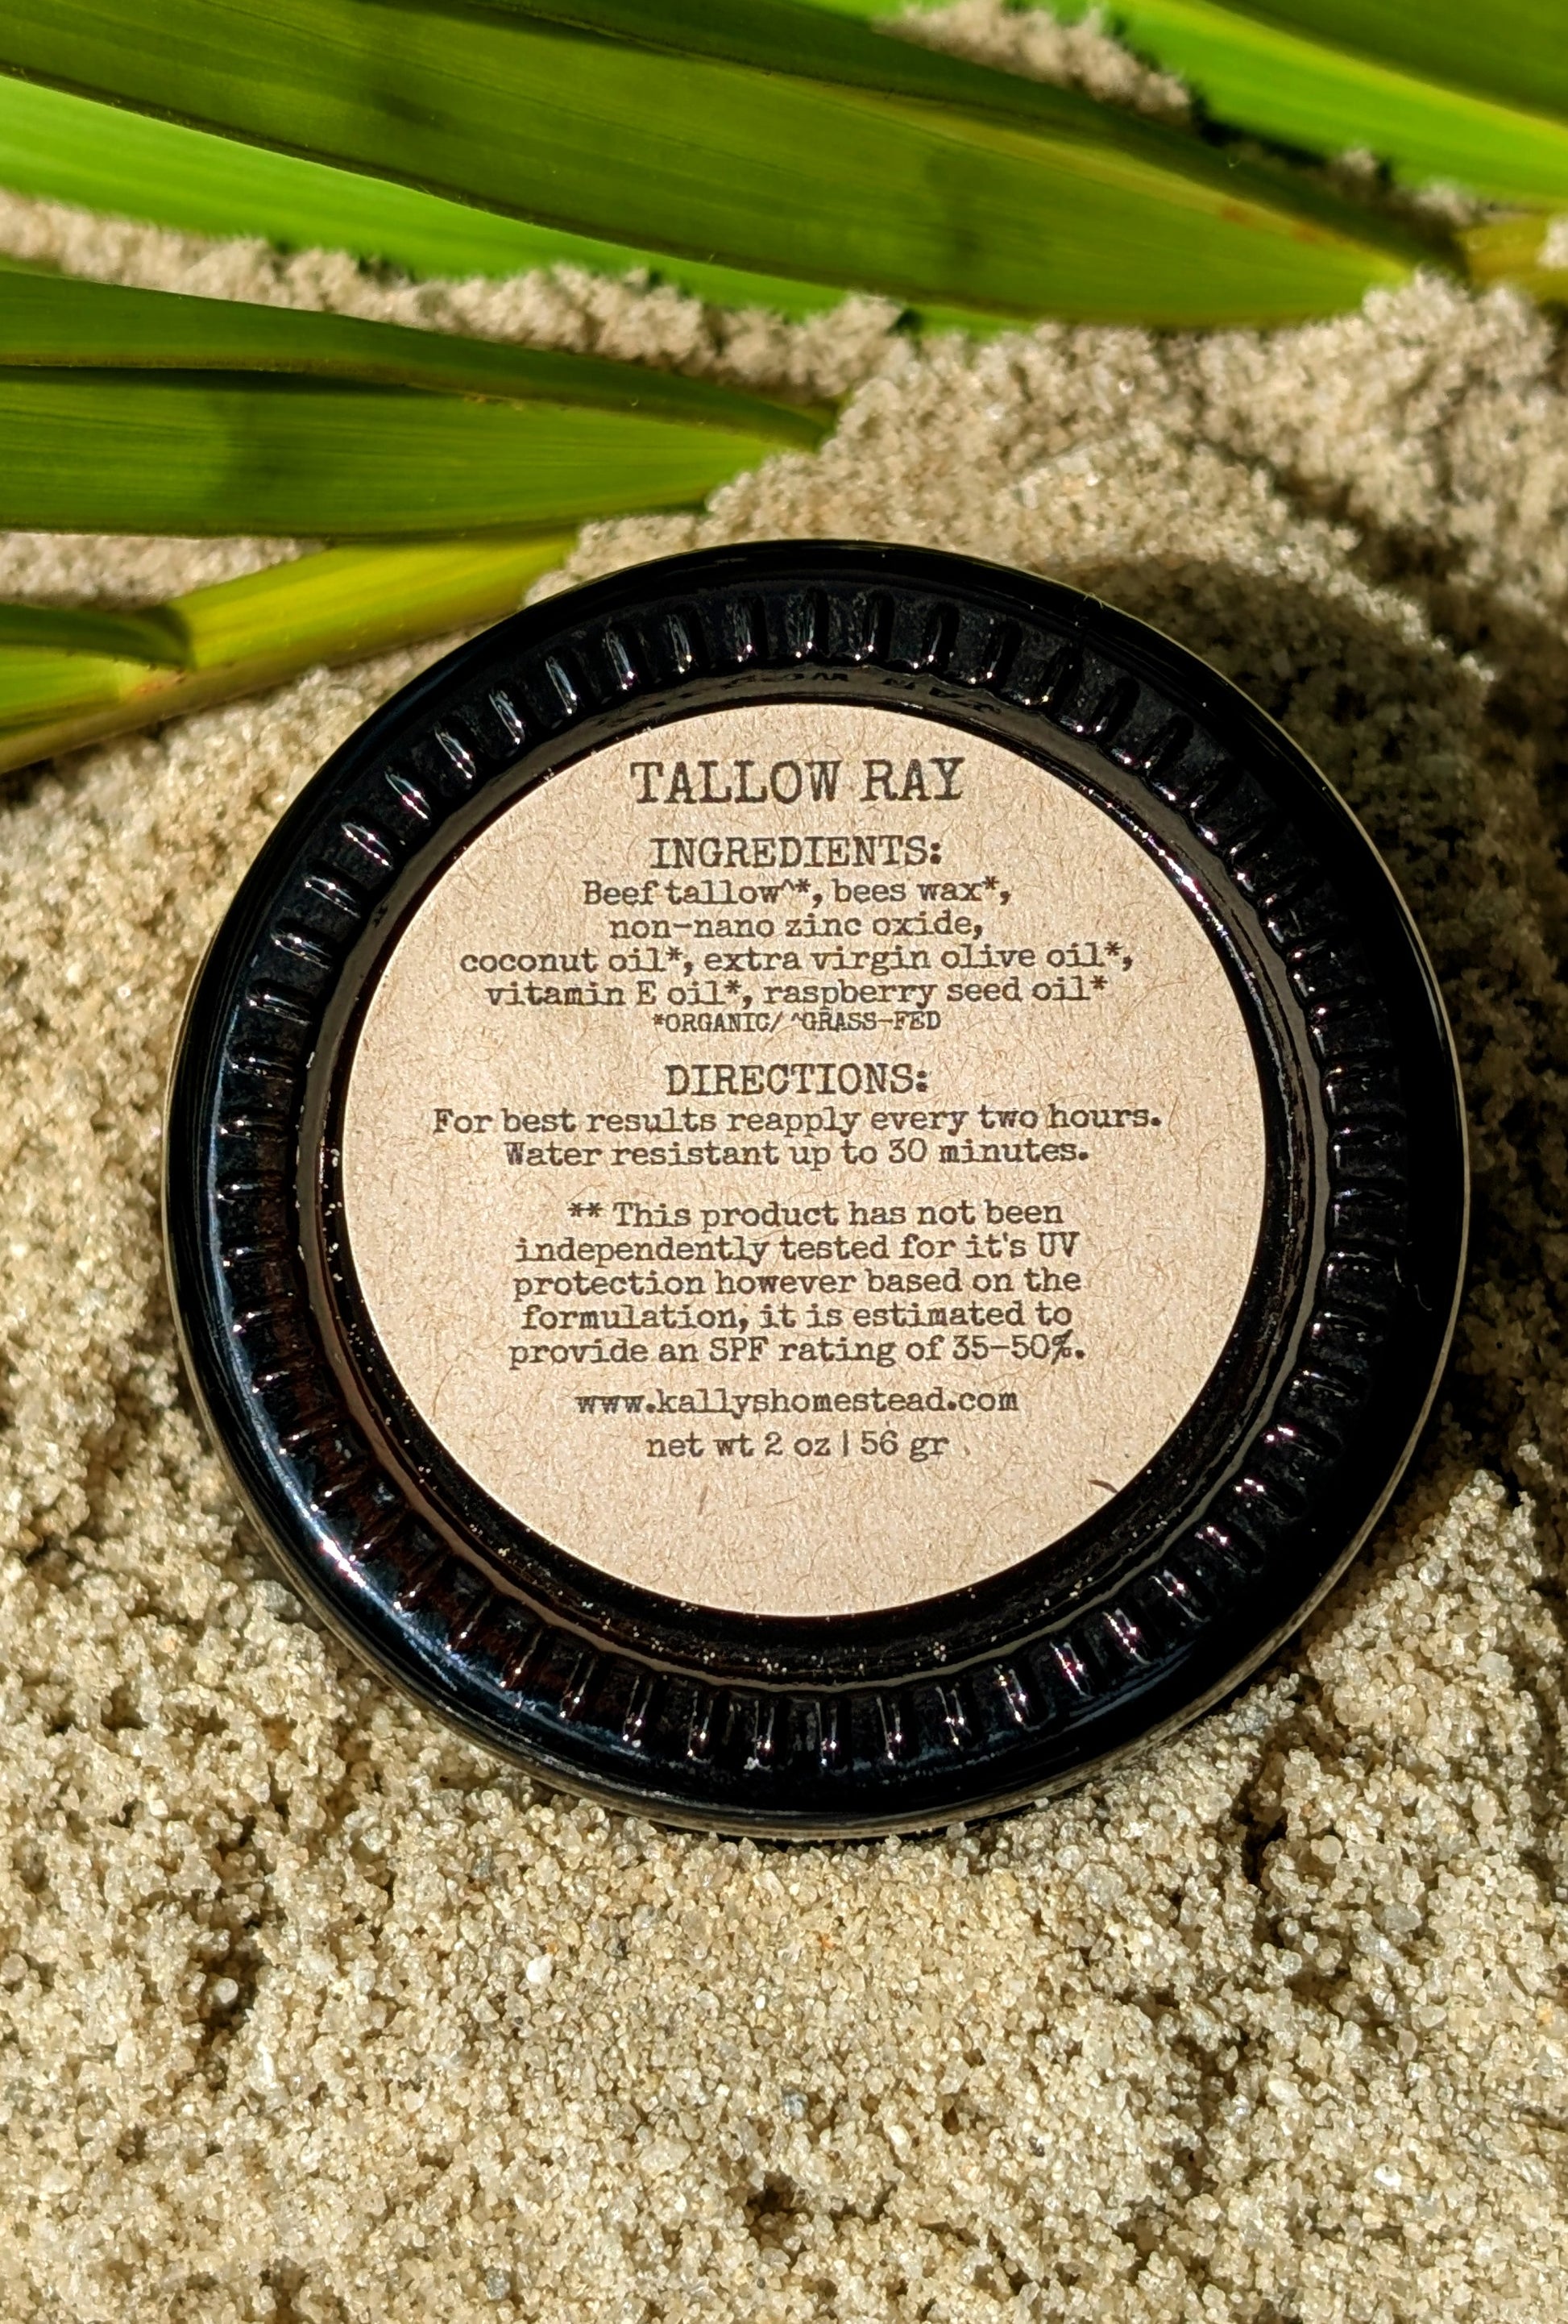 TALLOW RAY
INGREDIENTS:
Beef tallow^*, bees wax*,
non-nano zinc oxide,
coconut oil*, extra virgin olive oil*,
vitamin E oil*, raspberry seed oil*
*ORGANIC/ ^GRASS-FED
DIRECTIONS:
For best results reapply every two hours.
Water resistant up to 30 minutes.
** This product has not been
independently tested for it's UV
protection however based on the
formulation, it is estimated to
provide an SPF rating of 35-50%.
www.kallyshomestead.com
net wt 2 oz | 56 gr